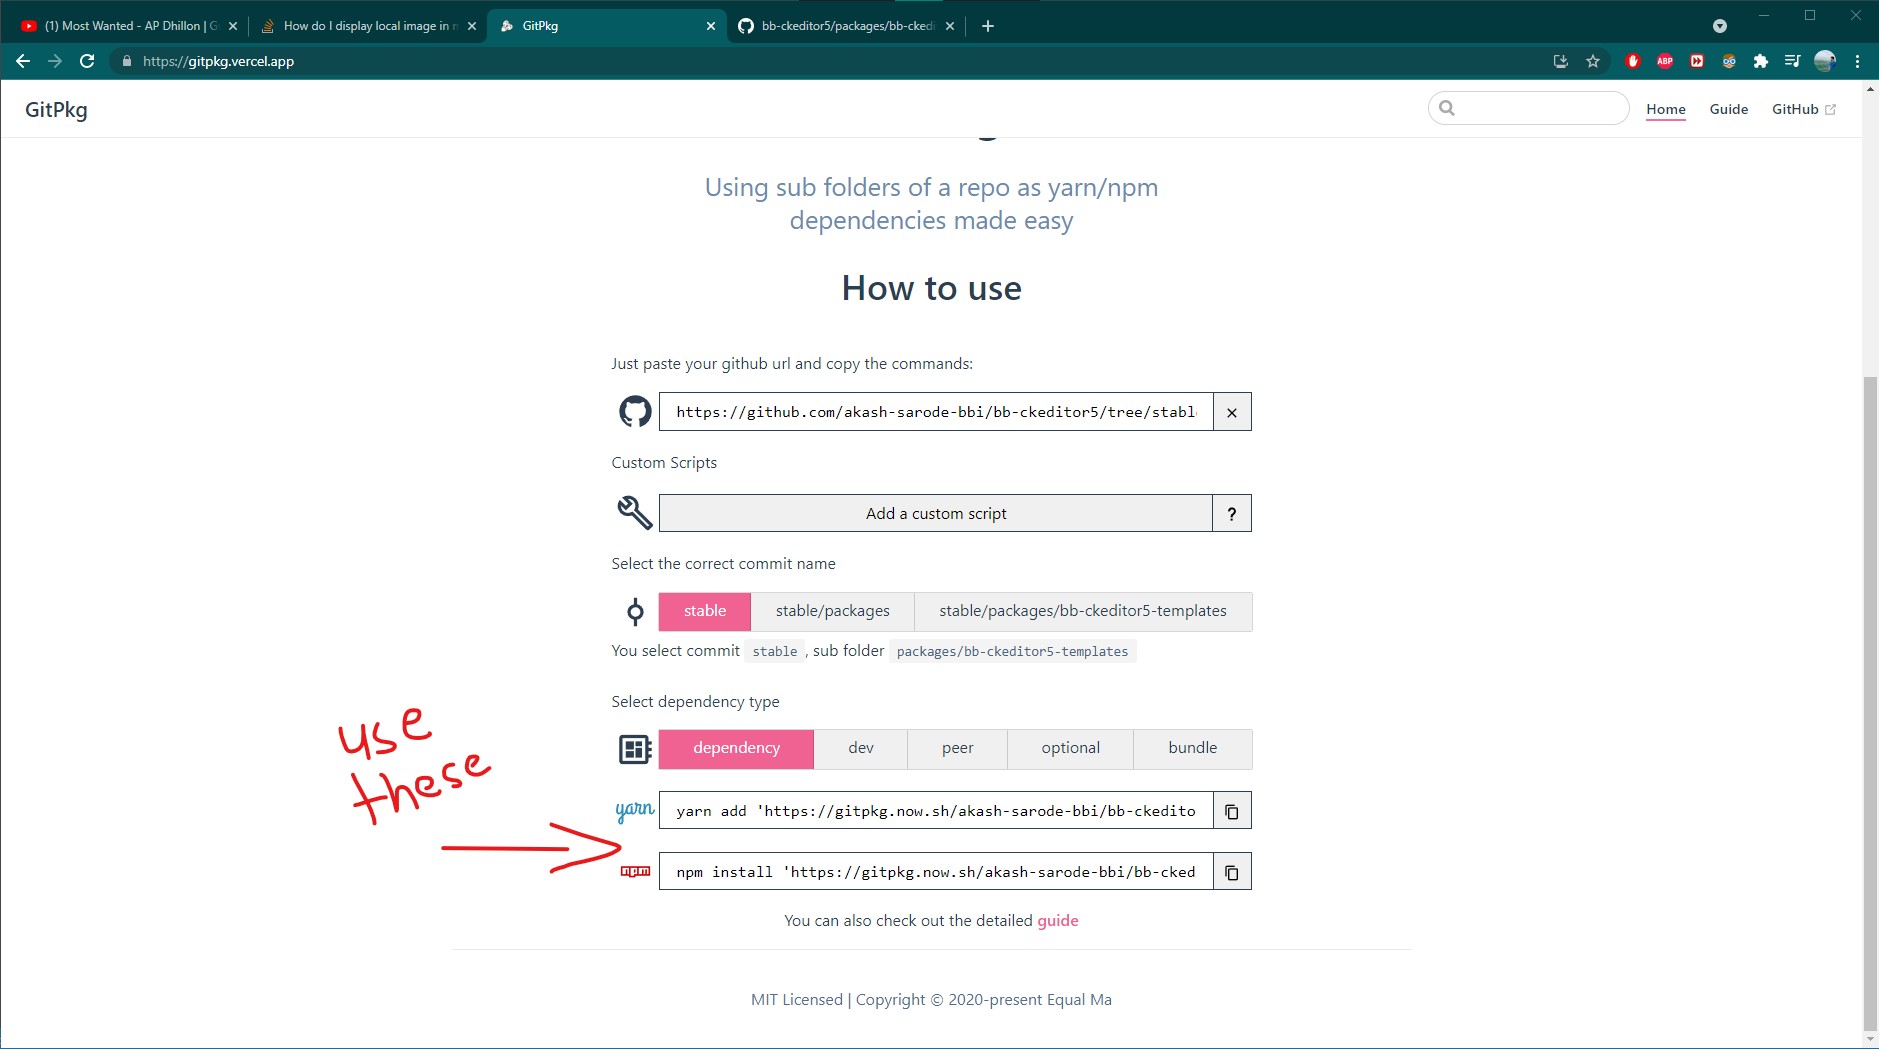 (1) Most Wanted - AP Dhillon | G
How do I display local image in m
GitPkg
bb-ckeditor5/packages/bb-cked
https://gitpkg.vercel.app
ABP
GitPkg
Home
Guide
GitHub
Using sub folders of a repo as yarn/npm
dependencies made easy
How to use
Just paste your github url and copy the commands:
https://github.com/akash-sarode-bbi/bb-ckeditor5/tree/stabl
Custom Scripts
Add a custom script
?
Select the correct commit name
stable
stable/packages
stable/packages/bb-ckeditor5-templates
You select commit stable , sub folder packages/bb-ckeditor5-templates
Select dependency type
dependency
dev
peer
optional
bundle
use
these
yarn
yarn add 'https://gitpkg.now.sh/akash-sarode-bbi/bb-ckedito
npm
npm install 'https://gitpkg.now.sh/akash-sarode-bbi/bb-cked
You can also check out the detailed guide
MIT Licensed | Copyright © 2020-present Equal Ma